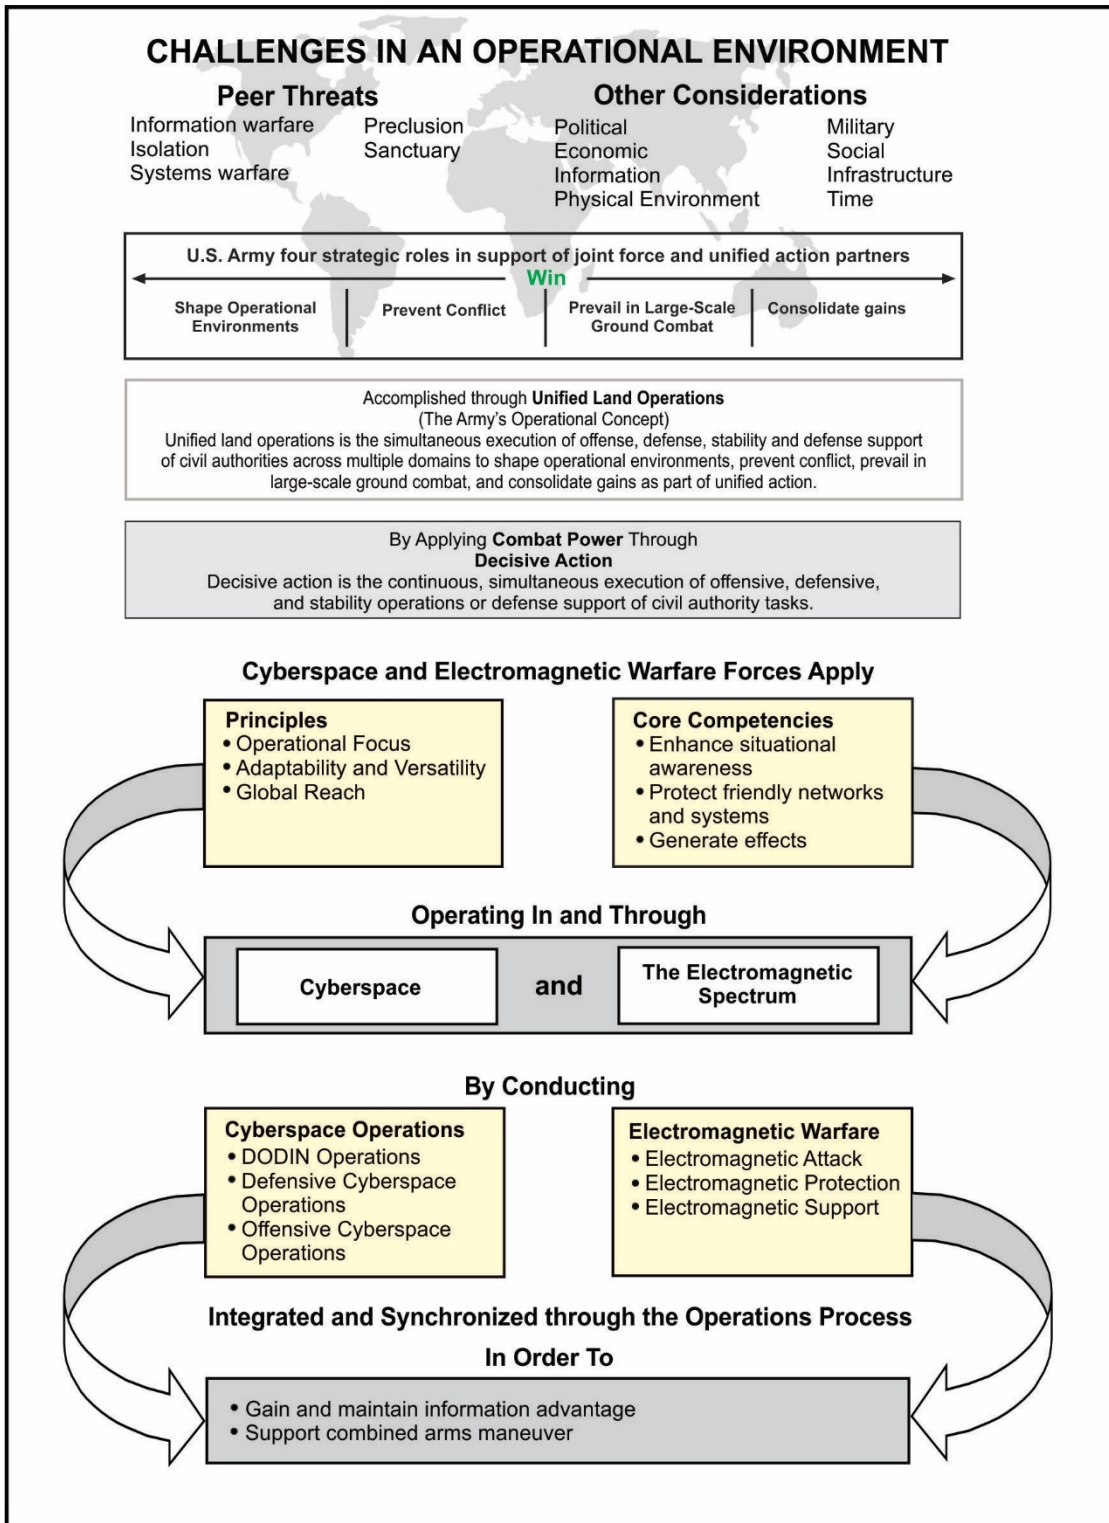 CHALLENGES IN AN OPERATIONAL ENVIRONMENT
Peer Threats
Information warfare
Isolation
Systems warfare
Preclusion
Sanctuary
Other Considerations
Political
Economic
Information
Physical Environment
Military
Social
Infrastructure
Time
U.S. Army four strategic roles in support of joint force and unified action partners
Win
Shape Operational
Environments
Prevent Conflict
Prevail in Large-Scale
Ground Combat
Consolidate gains
Accomplished through Unified Land Operations
(The Army's Operational Concept)
Unified land operations is the simultaneous execution of offense, defense, stability and defense support
of civil authorities across multiple domains to shape operational environments, prevent conflict, prevail in
large-scale ground combat, and consolidate gains as part of unified action.
By Applying Combat Power Through
Decisive Action
Decisive action is the continuous, simultaneous execution of offensive, defensive,
and stability operations or defense support of civil authority tasks.
Cyberspace and Electromagnetic Warfare Forces Apply
Principles
• Operational Focus
• Adaptability and Versatility
• Global Reach
Core Competencies
• Enhance situational
awareness
• Protect friendly networks
and systems
• Generate effects
Operating In and Through
Cyberspace
and
The Electromagnetic
Spectrum
By Conducting
Cyberspace Operations
• DODIN Operations
• Defensive Cyberspace
Operations
• Offensive Cyberspace
Operations
Electromagnetic Warfare
• Electromagnetic Attack
• Electromagnetic Protection
• Electromagnetic Support
Integrated and Synchronized through the Operations Process
In Order To
• Gain and maintain information advantage
• Support combined arms maneuver